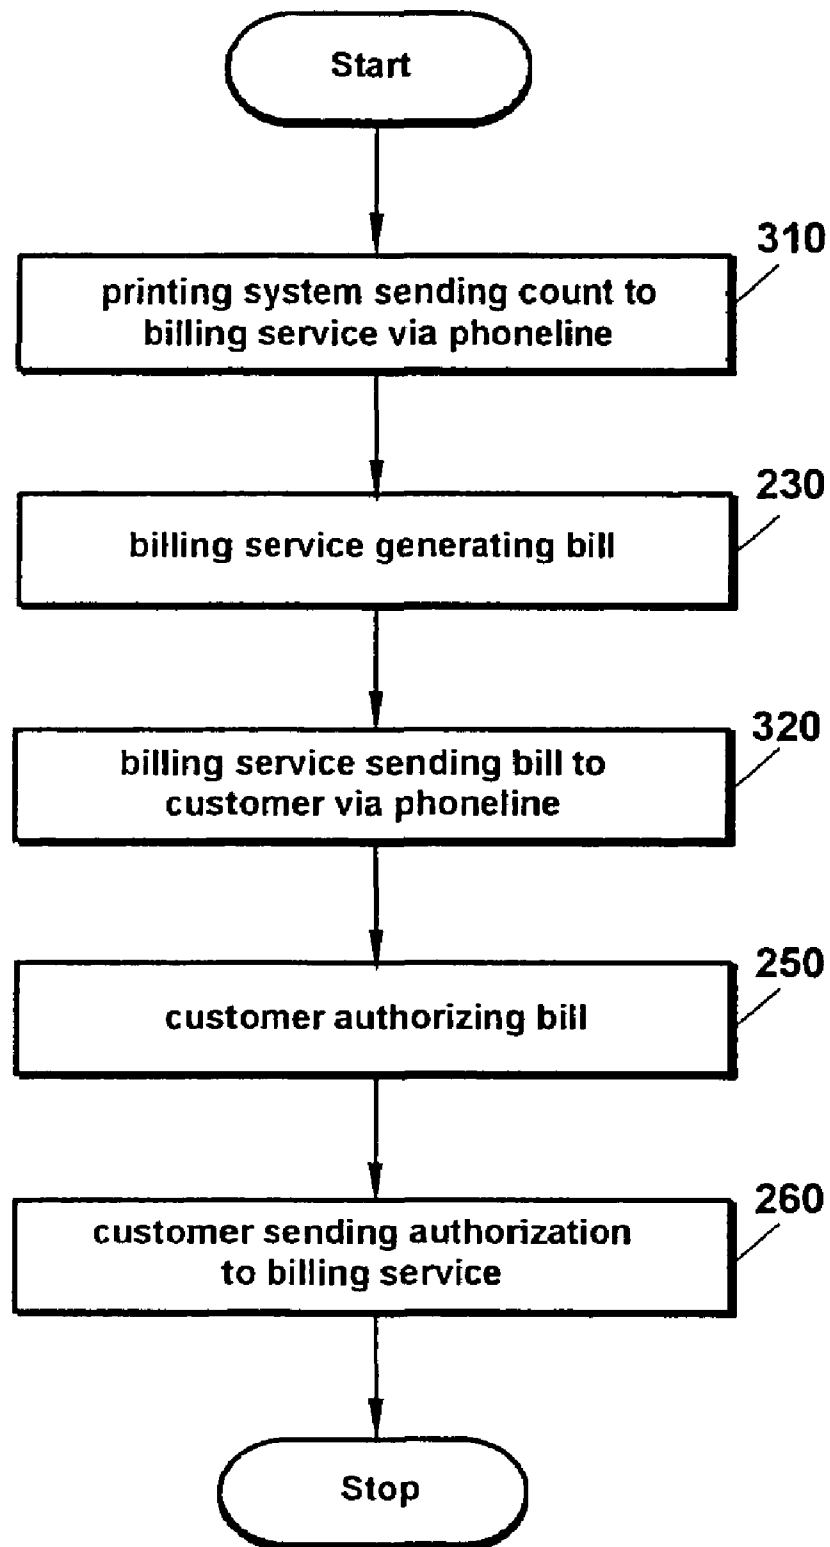 Start
310
printing system sending count to
billing service via phoneline
230
billing service generating bill
320
billing service sending bill to
customer via phoneline
250
customer authorizing bill
260
customer sending authorization
to billing service
Stop